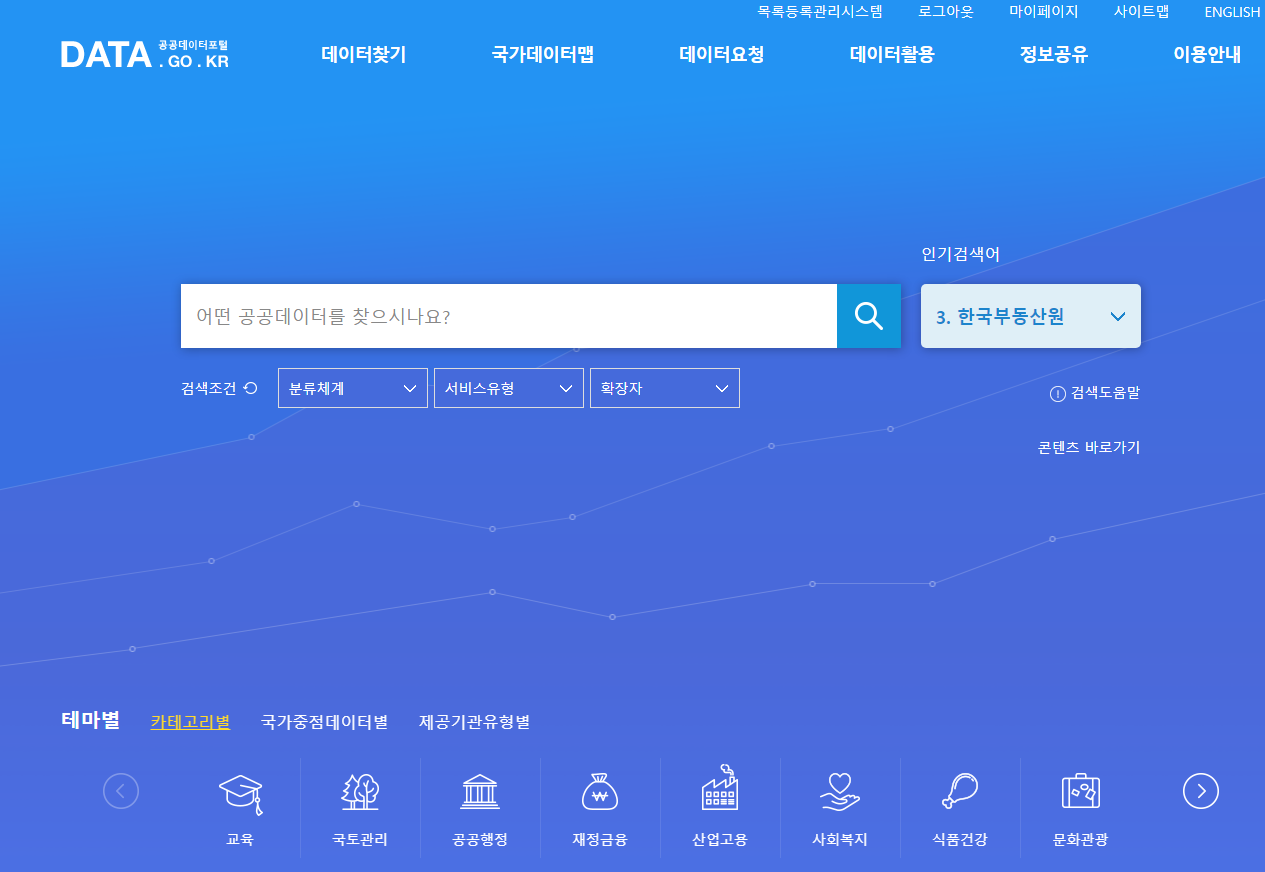 목록등록관리시스템 로그아웃 마이페이지 사이트맵 ENGLISH
DATA 공공데이터포털 .GO.KR
데이터찾기 국가데이터맵 데이터요청 데이터활용 정보공유 이용안내
인기검색어
어떤 공공데이터를 찾으시나요?
3. 한국부동산원
검색조건 분류체계 서비스유형 확장자
검색도움말
콘텐츠 바로가기
테마별 카테고리별 국가중점데이터별 제공기관유형별
교육 국토관리 공공행정 재정금융 산업고용 사회복지 식품건강 문화관광